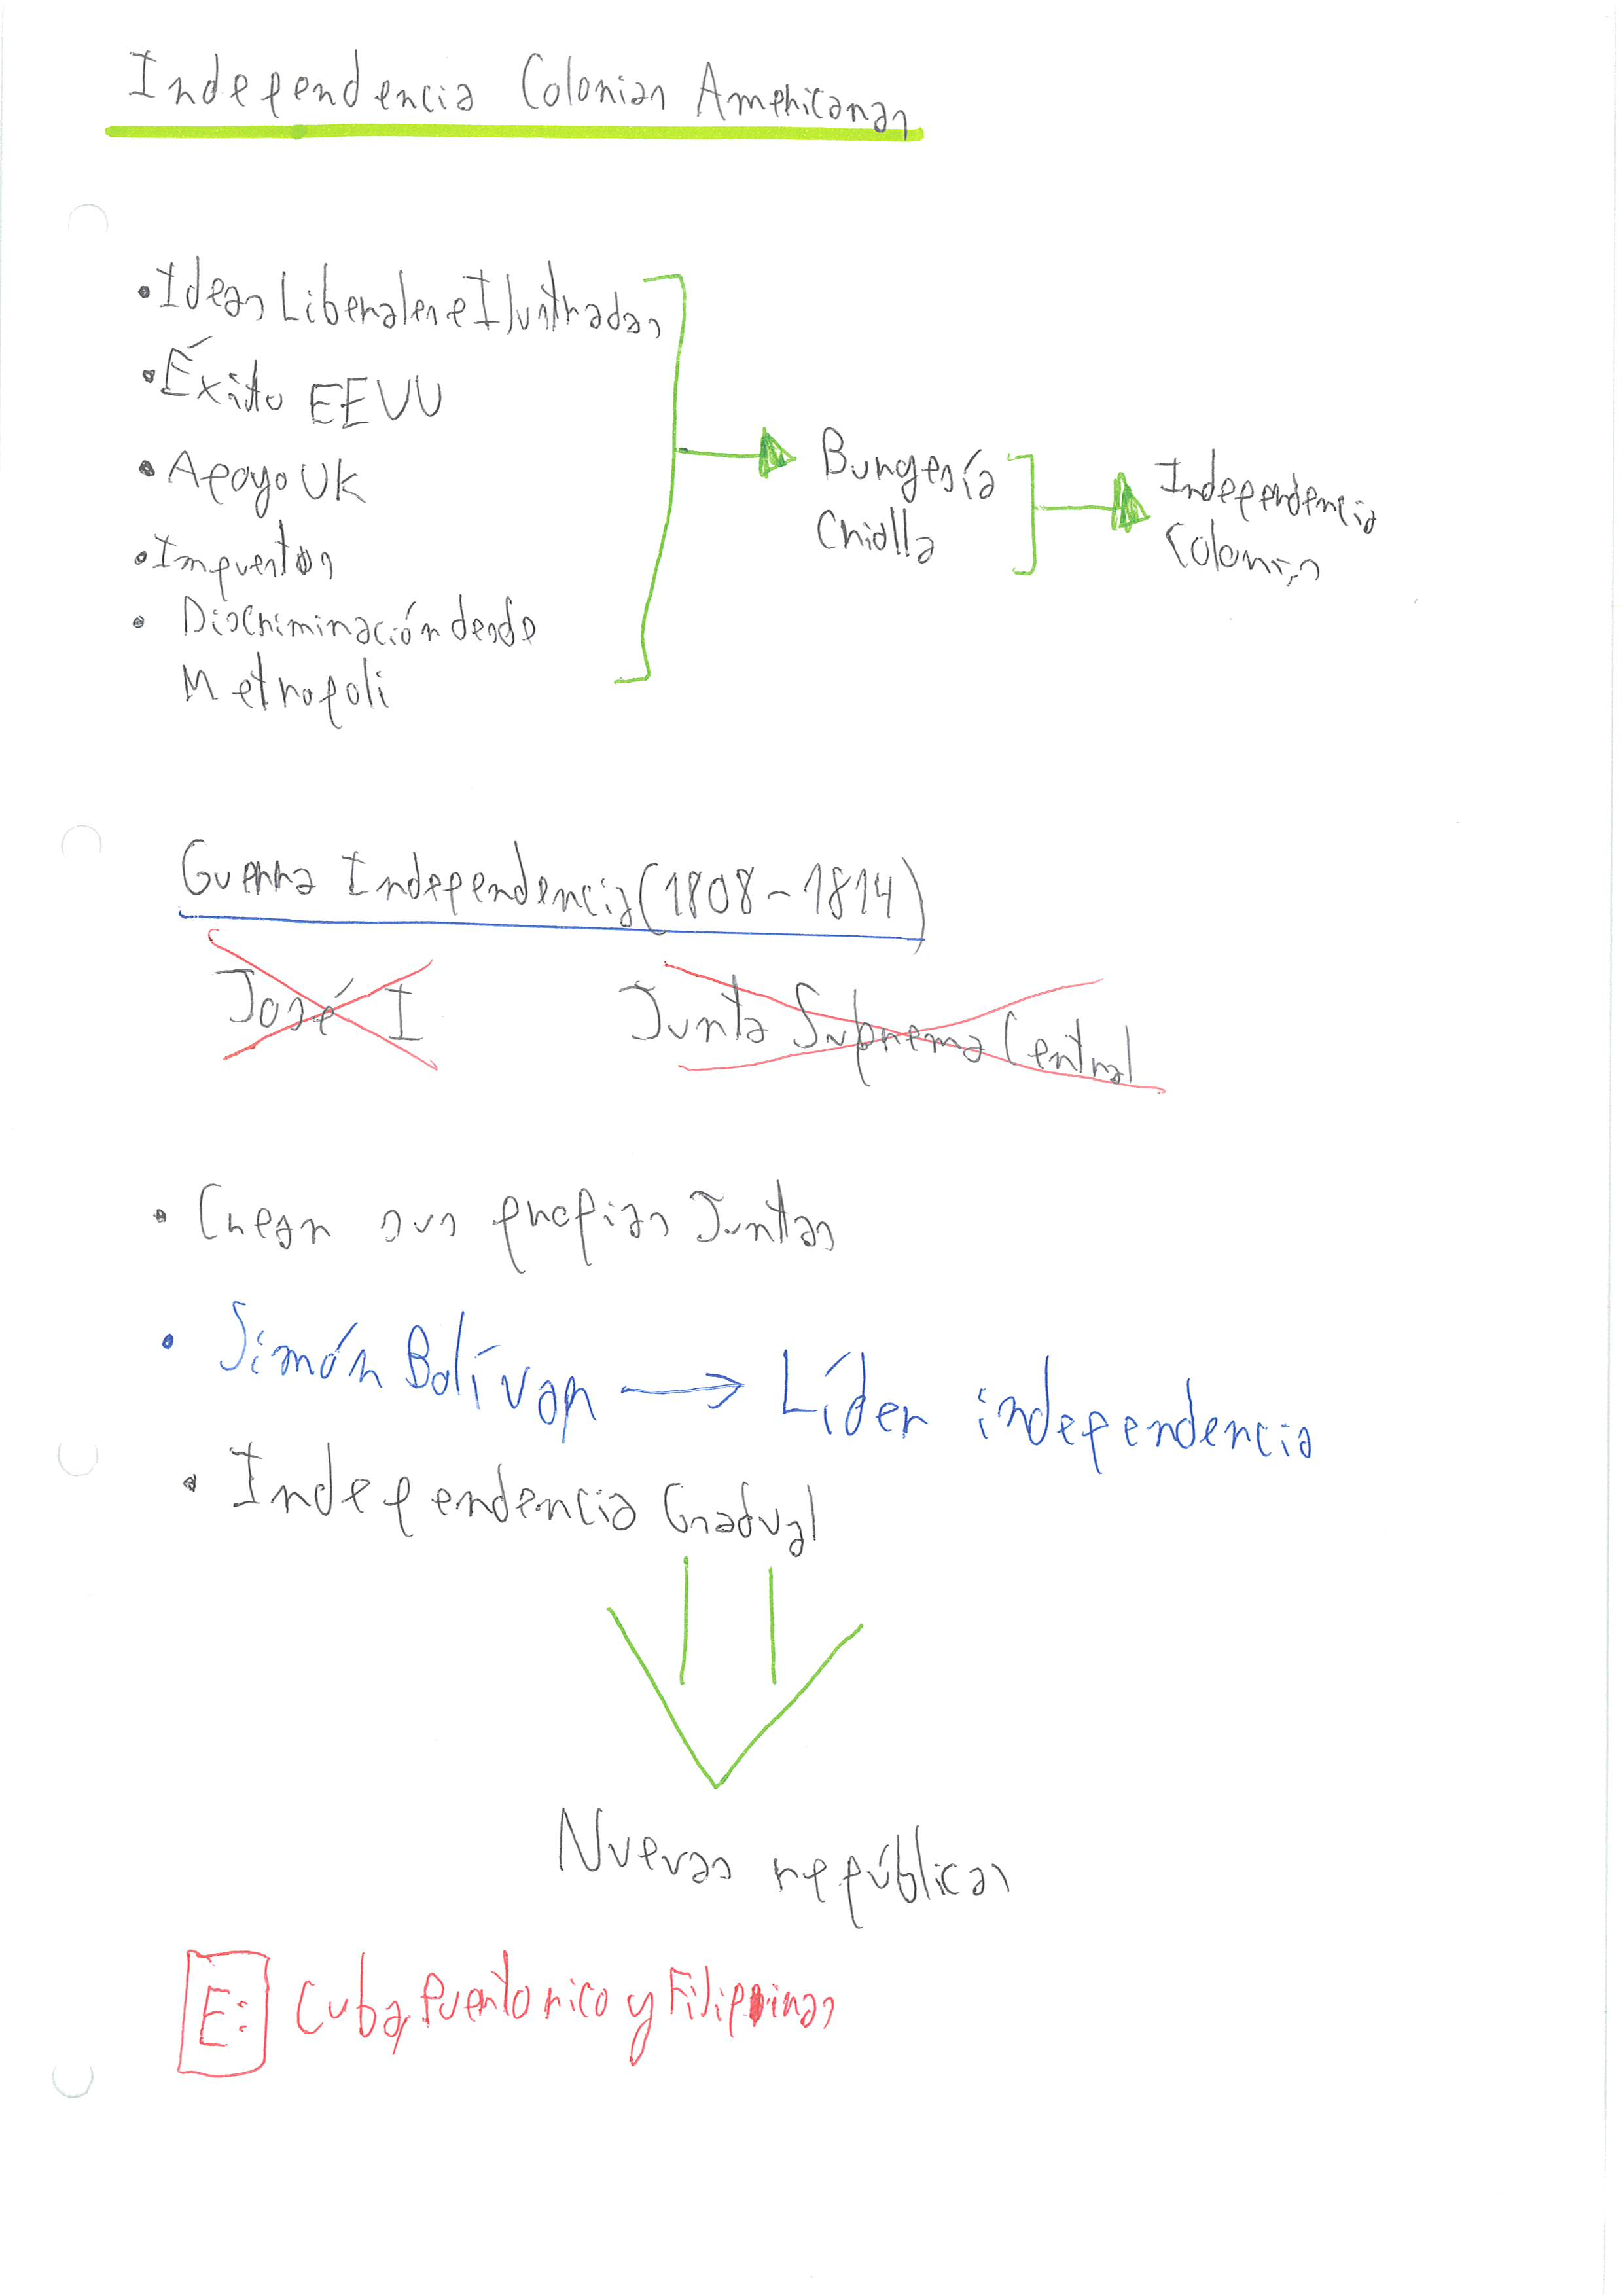 Independencia Colonias Americanas
• Ideas Liberales e Ilustradas
• Éxito EEUU
• Apoyo UK
• Impuestos
• Discriminación desde
Metropoli
Burgesía
Criolla
Independencia
Colonias
Guerra Independencia (1808-1814)
José I
Junta Suprema Central
• Crean sus propias Juntas
• Simón Bolívar → Líder independencia
• Independencia Gradual
Nuevas repúblicas
E: Cuba, Puerto rico y Filippinas